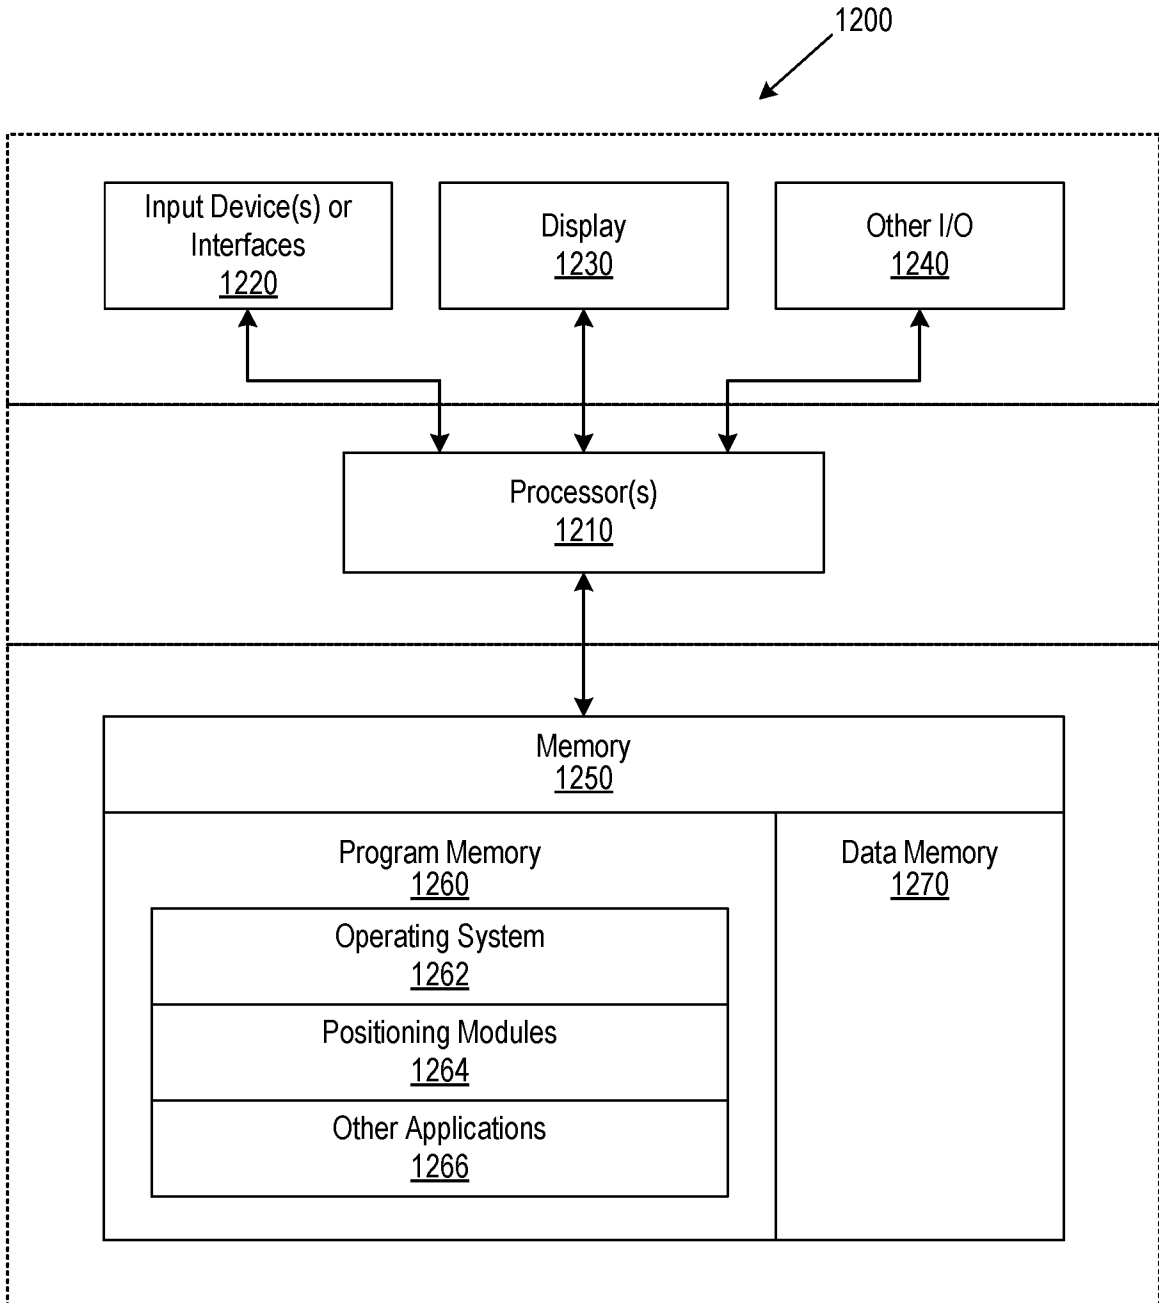 1200
Input Device(s) or
Interfaces
1220
Display
1230
Other I/O
1240
Processor(s)
1210
Memory
1250
Program Memory
1260
Operating System
1262
Positioning Modules
1264
Other Applications
1266
Data Memory
1270